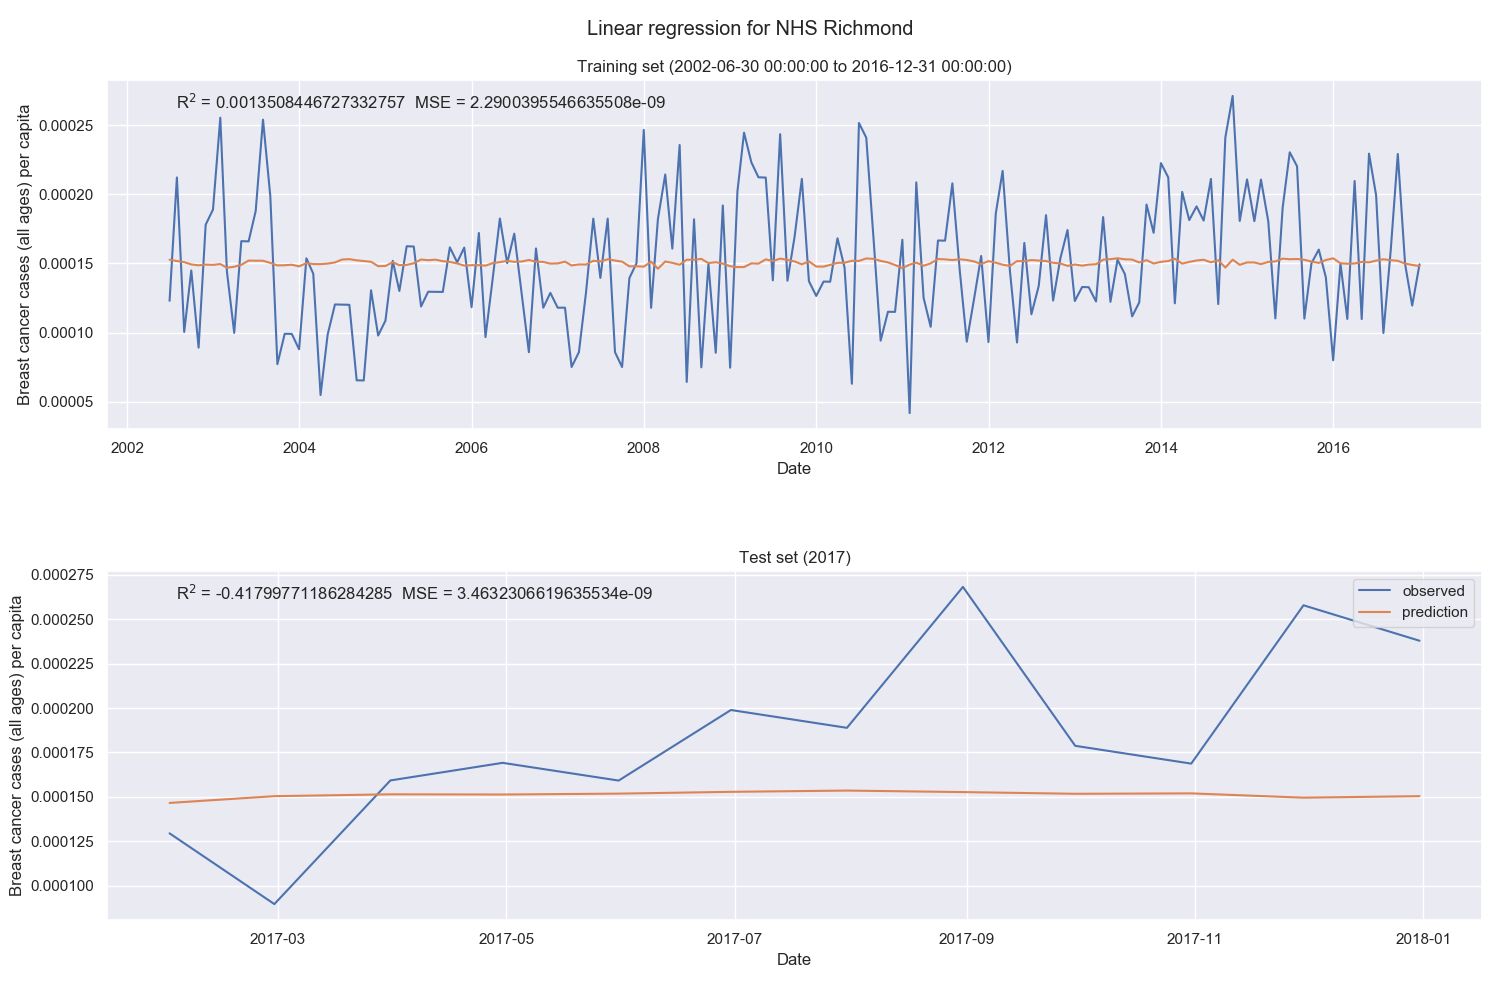 Linear regression for NHS Richmond
Training set (2002-06-30 00:00:00 to 2016-12-31 00:00:00)
R² = 0.0013508446727332757 MSE = 2.2900395546635508e-09
Breast cancer cases (all ages) per capita
0.00025
0.00020
0.00015
0.00010
0.00005
2002 2004 2006 2008 2010 2012 2014 2016
Date
Test set (2017)
R² = -0.41799771186284285 MSE = 3.4632306619635534e-09
observed
prediction
Breast cancer cases (all ages) per capita
0.000275
0.000250
0.000225
0.000200
0.000175
0.000150
0.000125
0.000100
2017-03 2017-05 2017-07 2017-09 2017-11 2018-01
Date